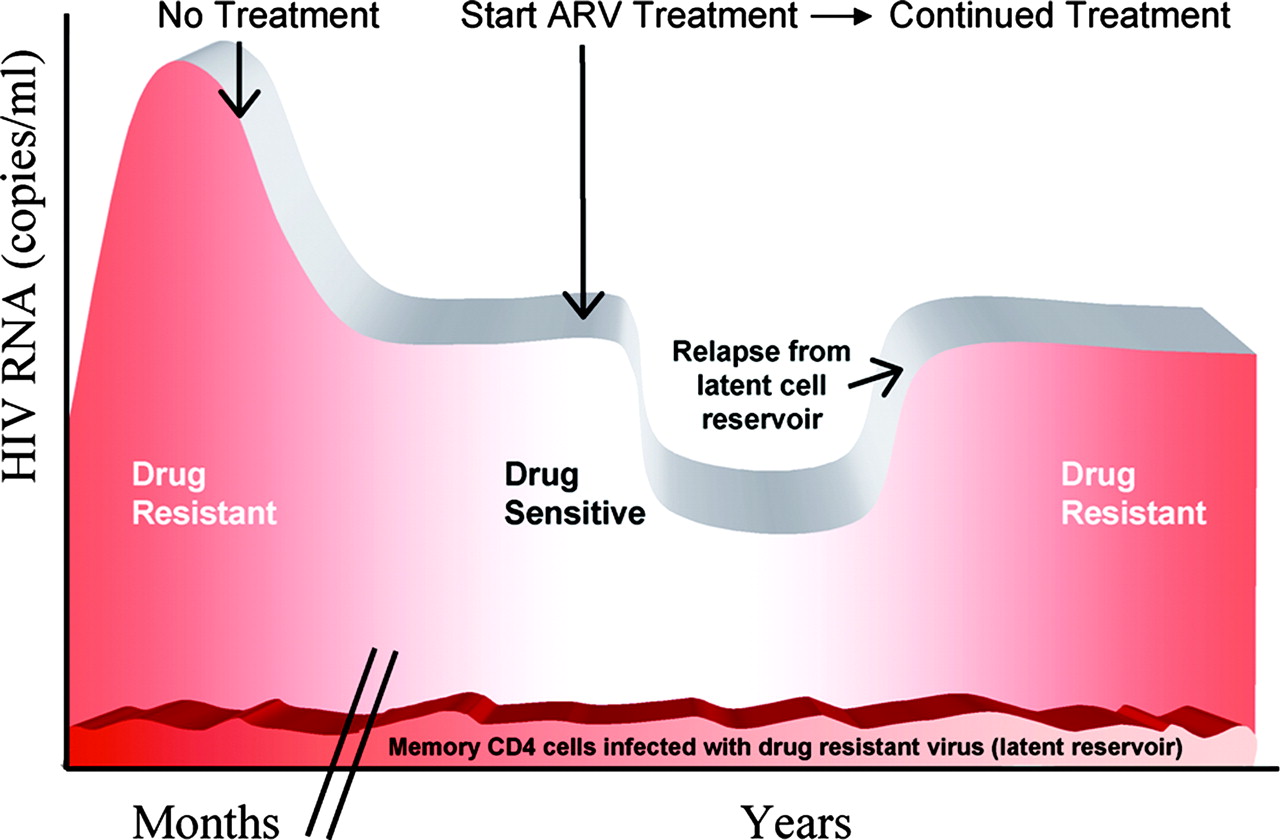 No Treatment
Start ARV Treatment → Continued Treatment
HIV RNA (copies/ml)
Relapse from
latent cell
reservoir
Drug
Resistant
Drug
Sensitive
Drug
Resistant
Memory CD4 cells infected with drug resistant virus (latent reservoir)
Months
Years